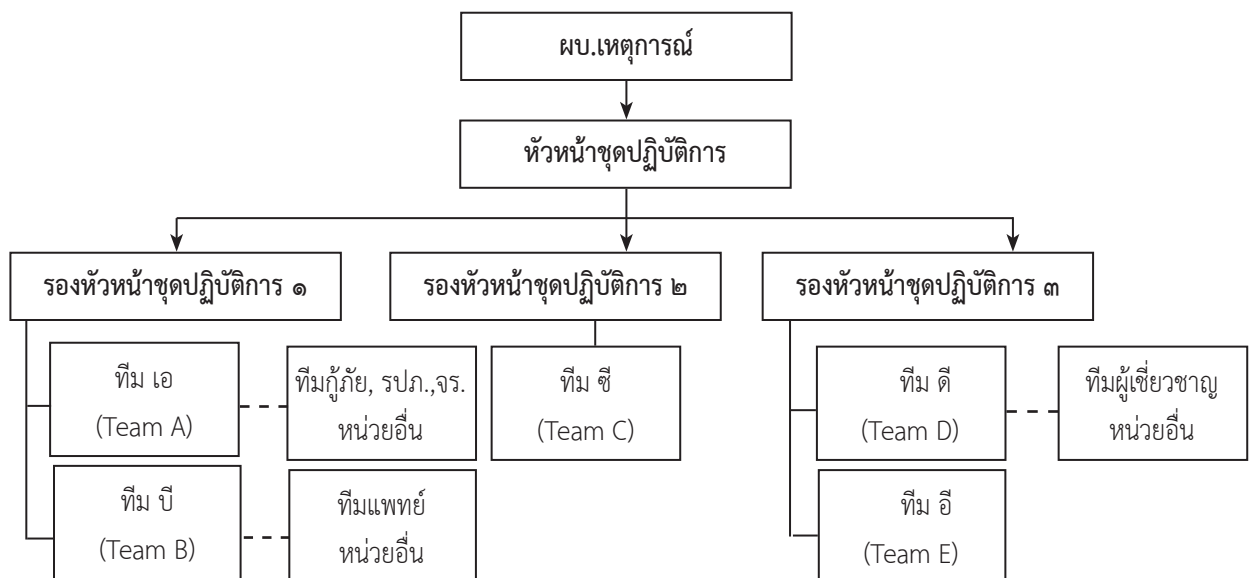 ผบ.เหตุการณ์
หัวหน้าชุดปฏิบัติการ
รองหัวหน้าชุดปฏิบัติการ ๑
รองหัวหน้าชุดปฏิบัติการ ๒
รองหัวหน้าชุดปฏิบัติการ ๓
ทีม เอ
(Team A)
ทีมกู้ภัย, รปภ.,จร.
หน่วยอื่น
ทีม ซี
(Team C)
ทีม ดี
(Team D)
ทีมผู้เชี่ยวชาญ
หน่วยอื่น
ทีม บี
(Team B)
ทีมแพทย์
หน่วยอื่น
ทีม อี
(Team E)